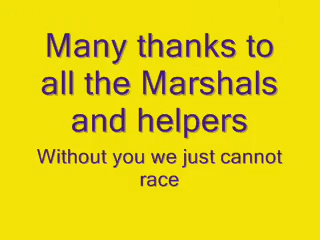 Many thanks to
all the Marshals
and helpers
Without you we just cannot
race